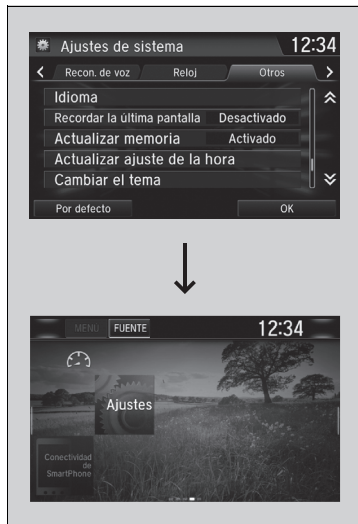 Ajustes de sistema 12:34
Recon. de voz Reloj Otros
Idioma
Recordar la última pantalla Desactivado
Actualizar memoria Activado
Actualizar ajuste de la hora
Cambiar el tema
Por defecto OK
MENU FUENTE 12:34
Ajustes
Conectividad
de
SmartPhone